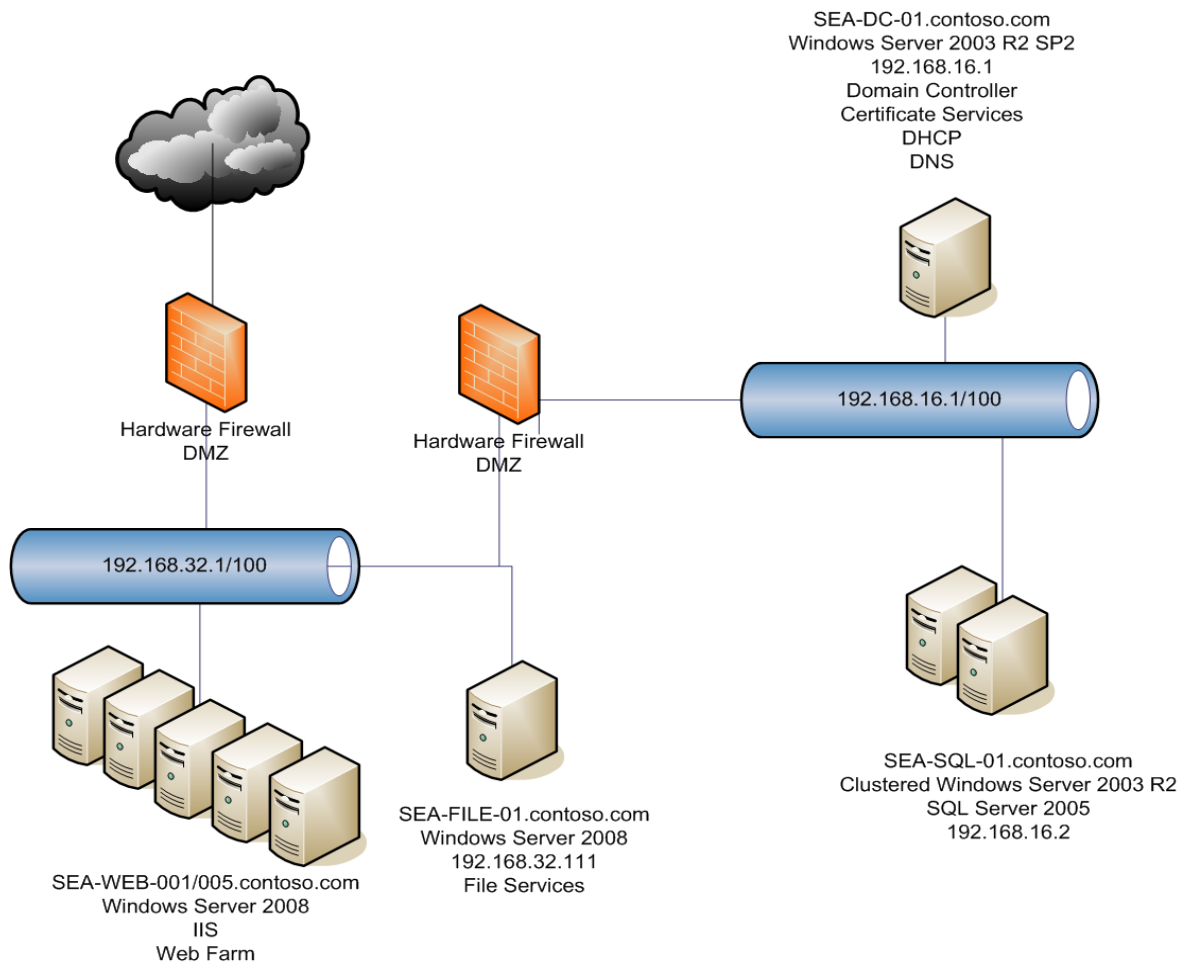 SEA-DC-01.contoso.com
Windows Server 2003 R2 SP2
192.168.16.1
Domain Controller
Certificate Services
DHCP
DNS
Hardware Firewall
DMZ
Hardware Firewall
DMZ
192.168.16.1/100
192.168.32.1/100
SEA-WEB-001/005.contoso.com
Windows Server 2008
IIS
Web Farm
SEA-FILE-01.contoso.com
Windows Server 2008
192.168.32.111
File Services
SEA-SQL-01.contoso.com
Clustered Windows Server 2003 R2
SQL Server 2005
192.168.16.2